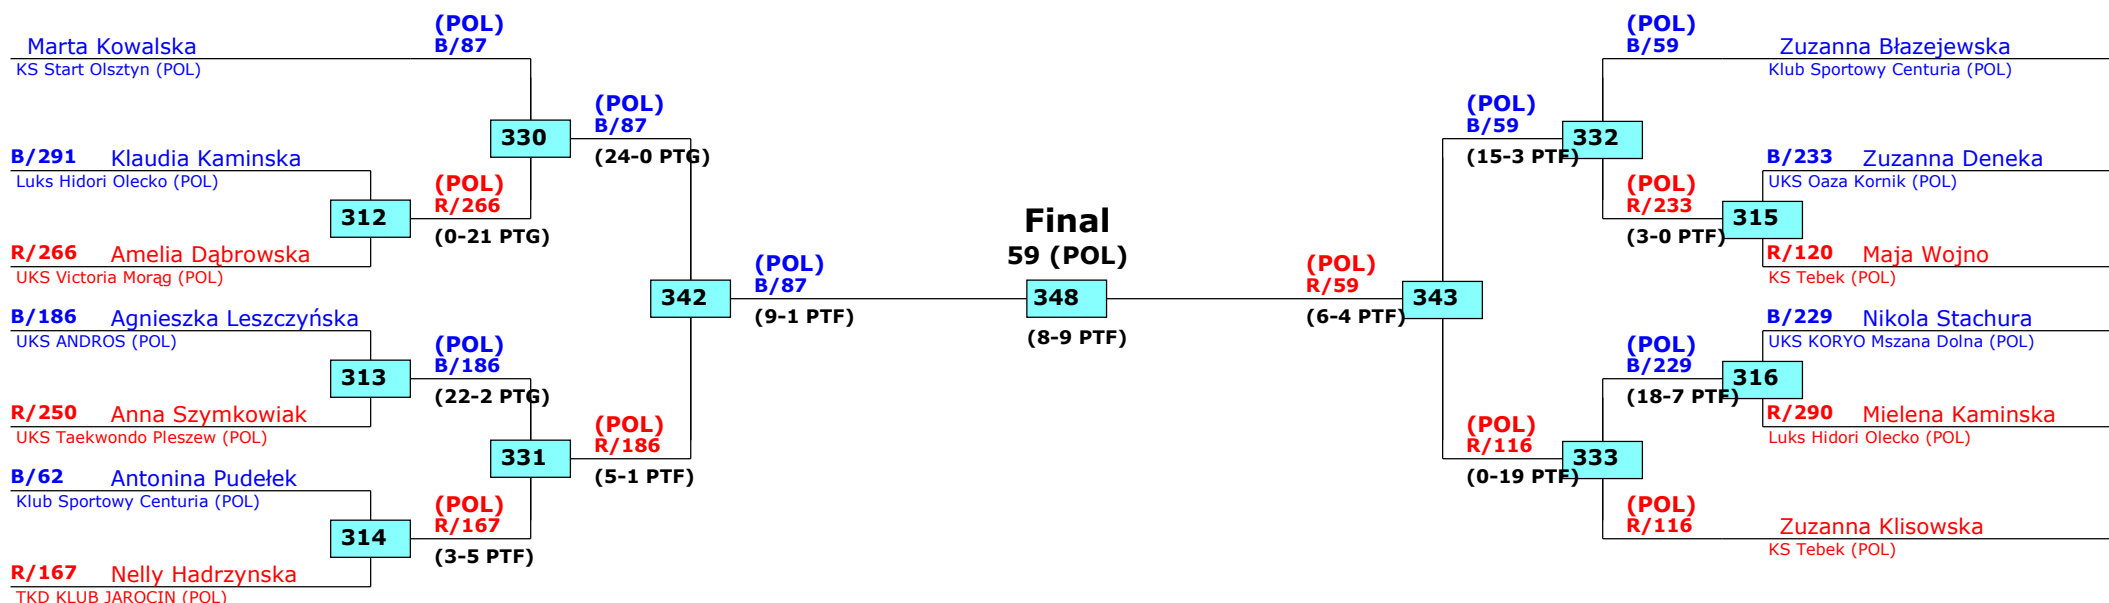 Marta Kowalska
KS Start Olsztyn (POL)
(POL)
B/87
B/291 Klaudia Kaminska
Luks Hidori Olecko (POL)
312
R/266 Amelia Dąbrowska
UKS Victoria Morąg (POL)
(POL)
R/266
(0-21 PTG)
330
(POL)
B/87
(24-0 PTG)
B/186 Agnieszka Leszczyńska
UKS ANDROS (POL)
313
R/250 Anna Szymkowiak
UKS Taekwondo Pleszew (POL)
(POL)
B/186
(22-2 PTG)
B/62 Antonina Pudełek
Klub Sportowy Centuria (POL)
314
R/167 Nelly Hadrzynska
TKD KLUB JAROCIN (POL)
(POL)
R/167
(3-5 PTF)
331
(POL)
R/186
(5-1 PTF)
342
(POL)
B/87
(9-1 PTF)
Final
59 (POL)
348
(8-9 PTF)
(POL)
R/59
(6-4 PTF)
343
(POL)
B/59
(15-3 PTF)
332
(POL)
B/59
Zuzanna Błazejewska
Klub Sportowy Centuria (POL)
(POL)
R/233
(3-0 PTF)
315
B/233 Zuzanna Deneka
UKS Oaza Kornik (POL)
R/120 Maja Wojno
KS Tebek (POL)
(POL)
R/116
(0-19 PTF)
333
(POL)
B/229
(18-7 PTF)
316
B/229 Nikola Stachura
UKS KORYO Mszana Dolna (POL)
R/290 Mielena Kaminska
Luks Hidori Olecko (POL)
(POL)
R/116
Zuzanna Klisowska
KS Tebek (POL)